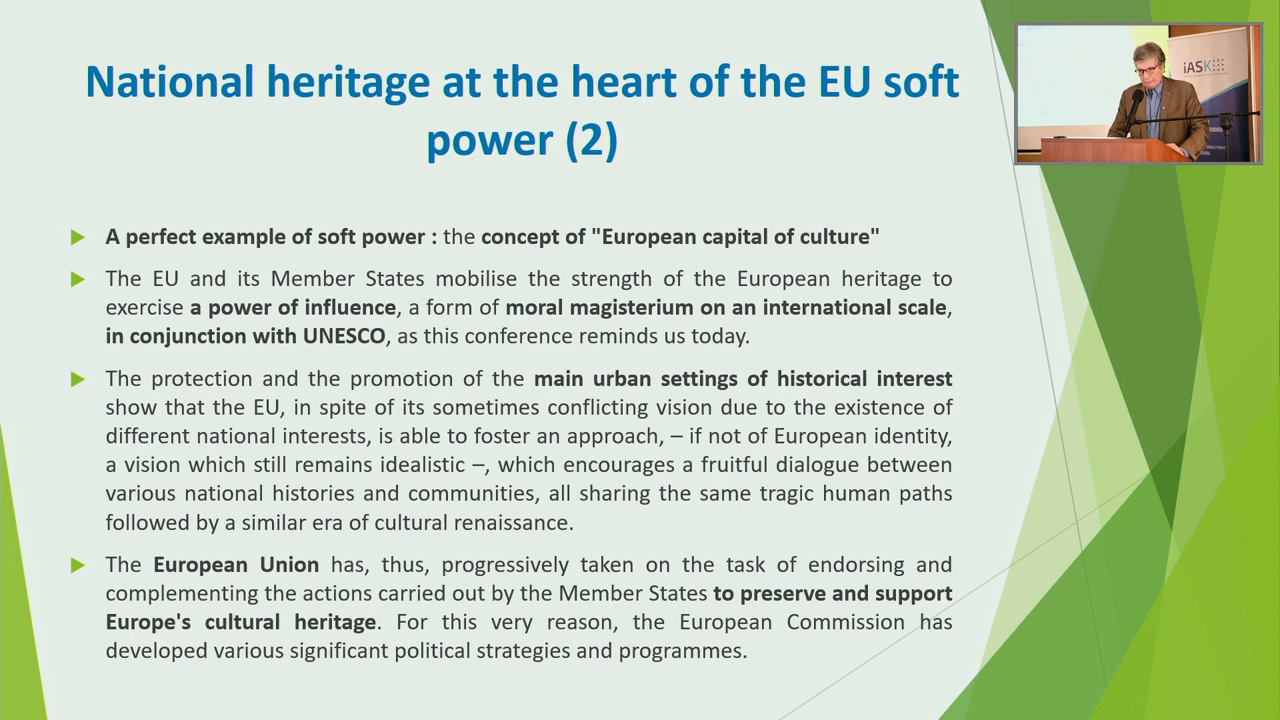 National heritage at the heart of the EU soft
power (2)
iASK
A perfect example of soft power : the concept of "European capital of culture"
The EU and its Member States mobilise the strength of the European heritage to
exercise a power of influence, a form of moral magisterium on an international scale,
in conjunction with UNESCO, as this conference reminds us today.
The protection and the promotion of the main urban settings of historical interest
show that the EU, in spite of its sometimes conflicting vision due to the existence of
different national interests, is able to foster an approach, – if not of European identity,
a vision which still remains idealistic –, which encourages a fruitful dialogue between
various national histories and communities, all sharing the same tragic human paths
followed by a similar era of cultural renaissance.
The European Union has, thus, progressively taken on the task of endorsing and
complementing the actions carried out by the Member States to preserve and support
Europe's cultural heritage. For this very reason, the European Commission has
developed various significant political strategies and programmes.